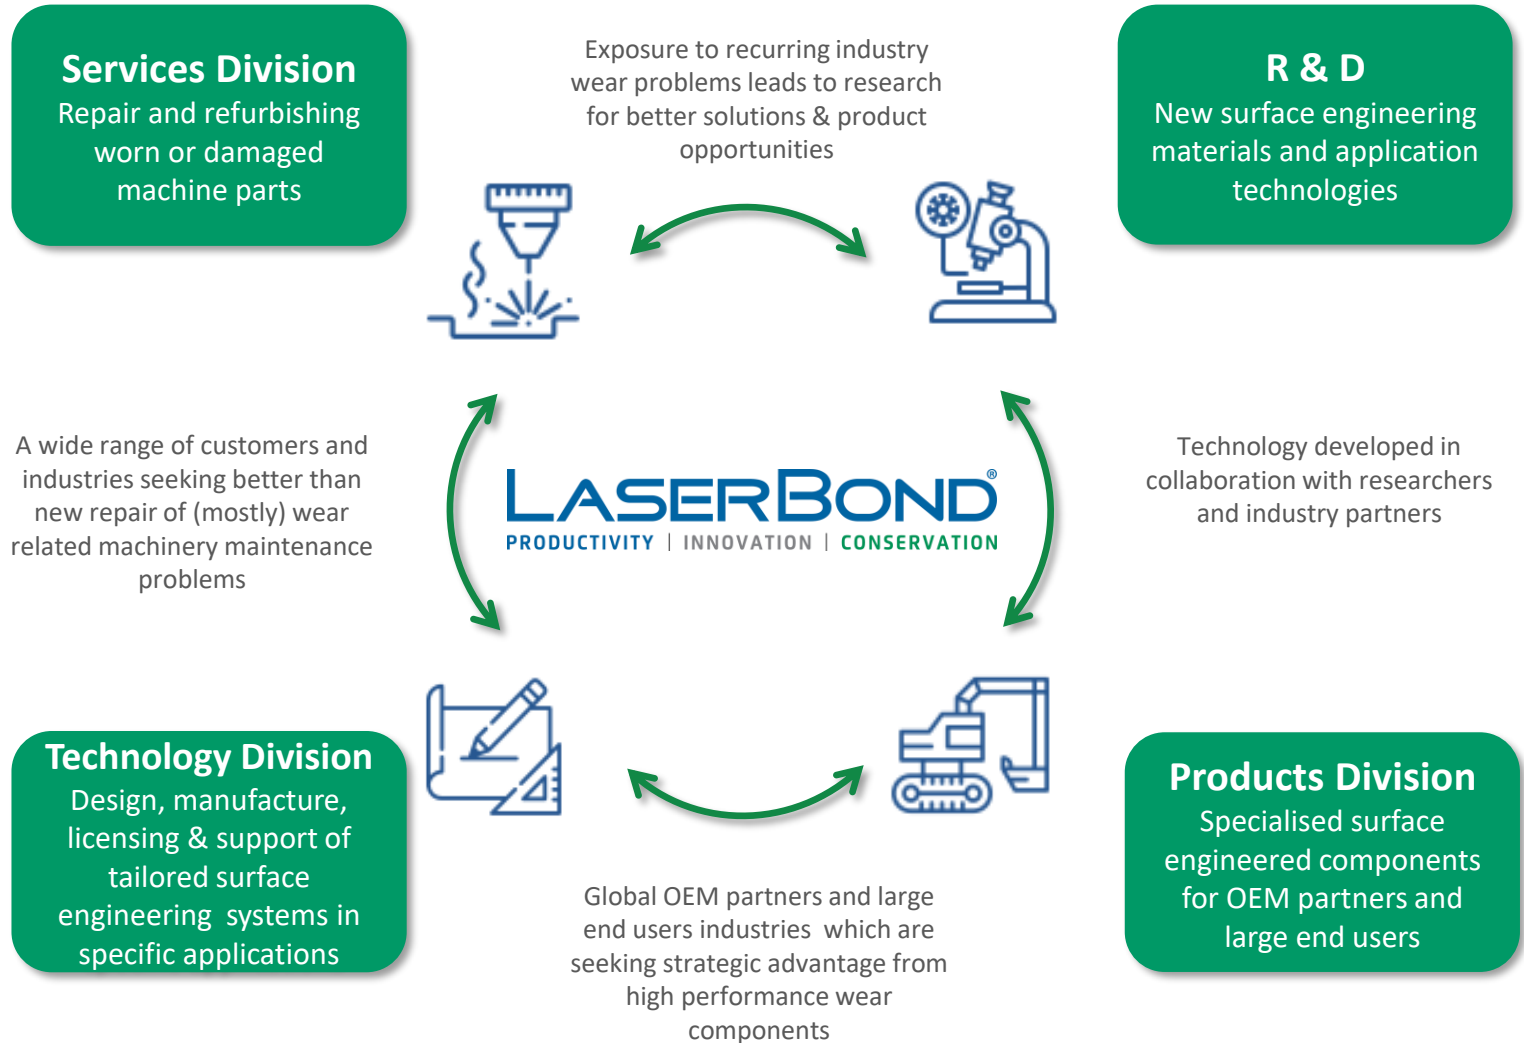 Services Division
Repair and refurbishing
worn or damaged
machine parts
Exposure to recurring industry
wear problems leads to research
for better solutions & product
opportunities
R & D
New surface engineering
materials and application
technologies
A wide range of customers and
industries seeking better than
new repair of (mostly) wear
related machinery maintenance
problems
LASERBOND®
PRODUCTIVITY | INNOVATION | CONSERVATION
Technology developed in
collaboration with researchers
and industry partners
Technology Division
Design, manufacture,
licensing & support of
tailored surface
engineering  systems in
specific applications
Global OEM partners and large
end users industries  which are
seeking strategic advantage from
high performance wear
components
Products Division
Specialised surface
engineered components
for OEM partners and
large end users